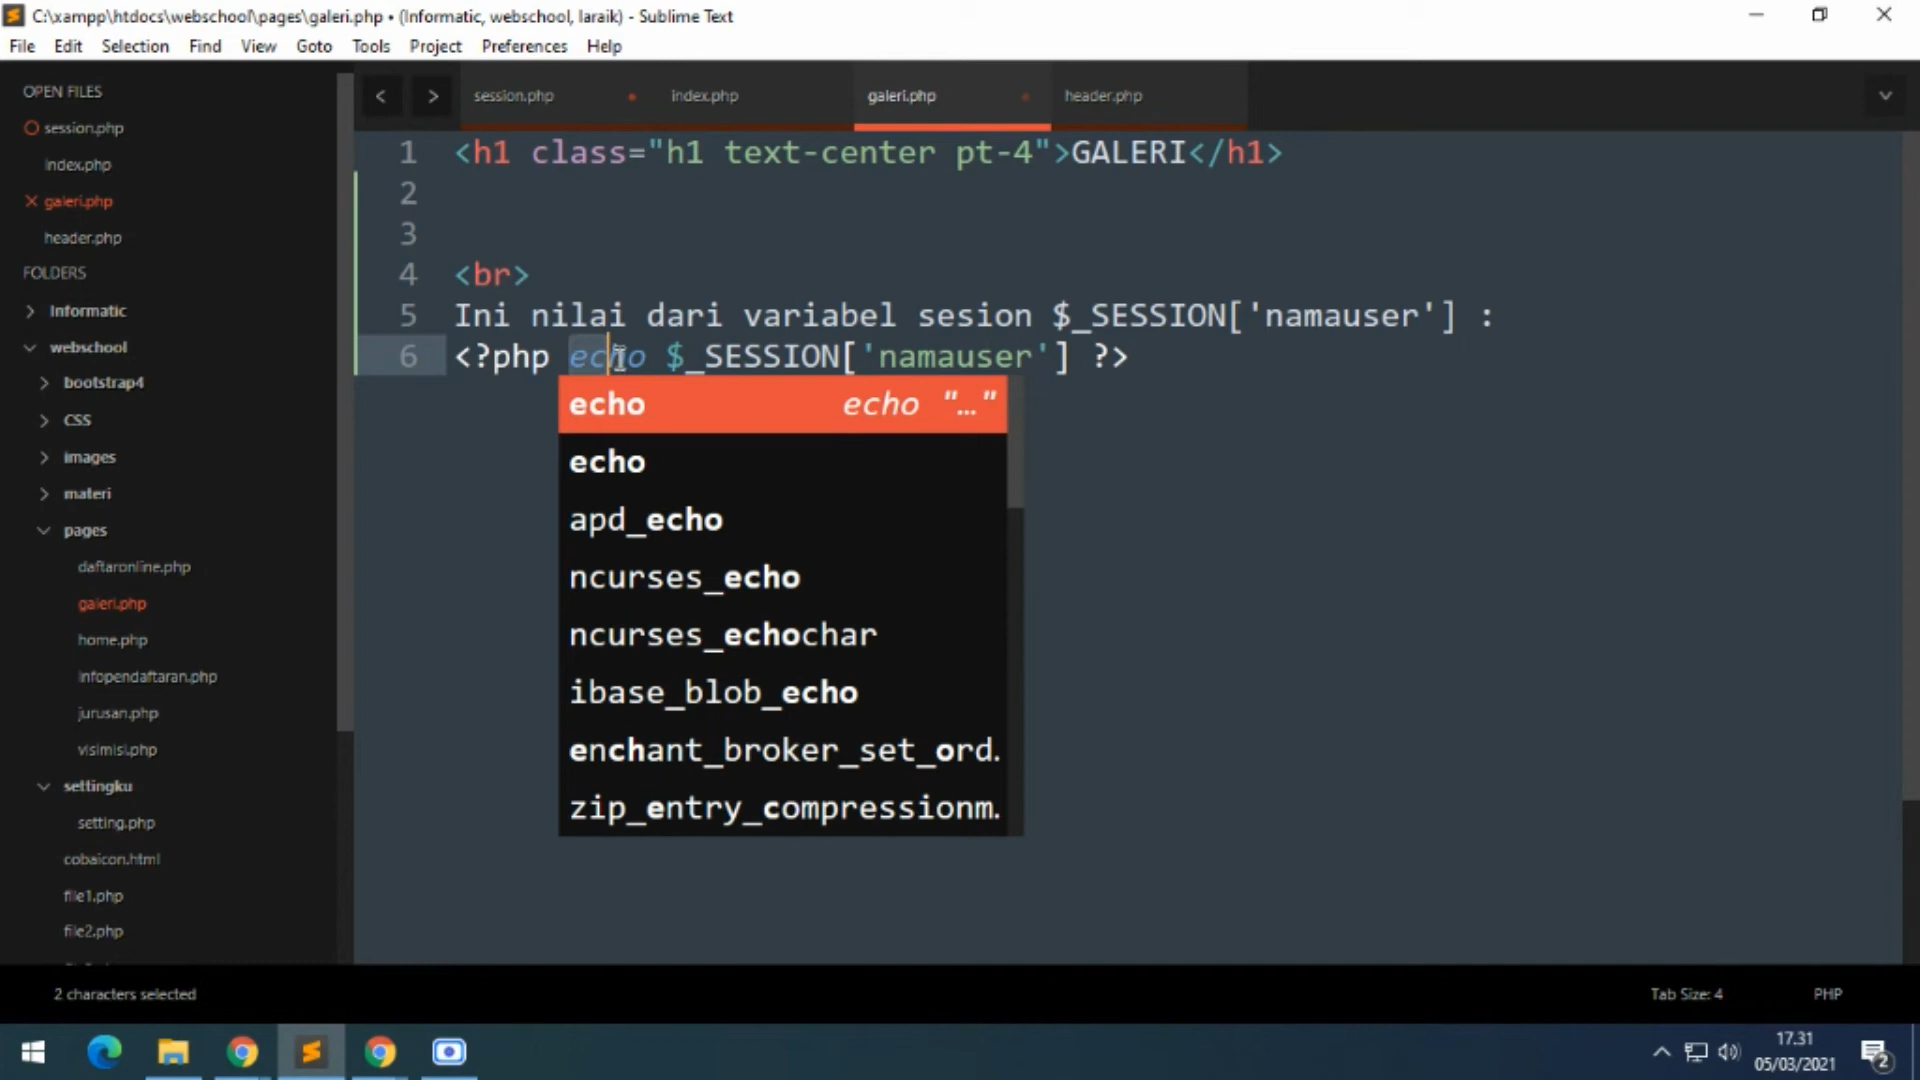 C:\xampp\htdocs\webschool\pages\galeri.php • (Informatic, webschool, laraik) - Sublime Text
File Edit Selection Find View Goto Tools Project Preferences Help
OPEN FILES
session.php
index.php
galeri.php
header.php
FOLDERS
Informatic
webschool
bootstrap4
CSS
images
materi
pages
daftaronline.php
galeri.php
home.php
infopendaftaran.php
jurusan.php
visimisi.php
settingku
setting.php
cobaicon.html
file1.php
file2.php
session.php index.php galeri.php header.php
1 <h1 class="h1 text-center pt-4">GALERI</h1>
2
3
4 <br>
5 Ini nilai dari variabel sesion $_SESSION['namauser'] :
6 <?php echo $_SESSION['namauser'] ?>
echo echo "…"
echo
apd_echo
ncurses_echo
ncurses_echochar
ibase_blob_echo
enchant_broker_set_ord.
zip_entry_compressionm.
2 characters selected Tab Size: 4 PHP
17.31
05/03/2021
2